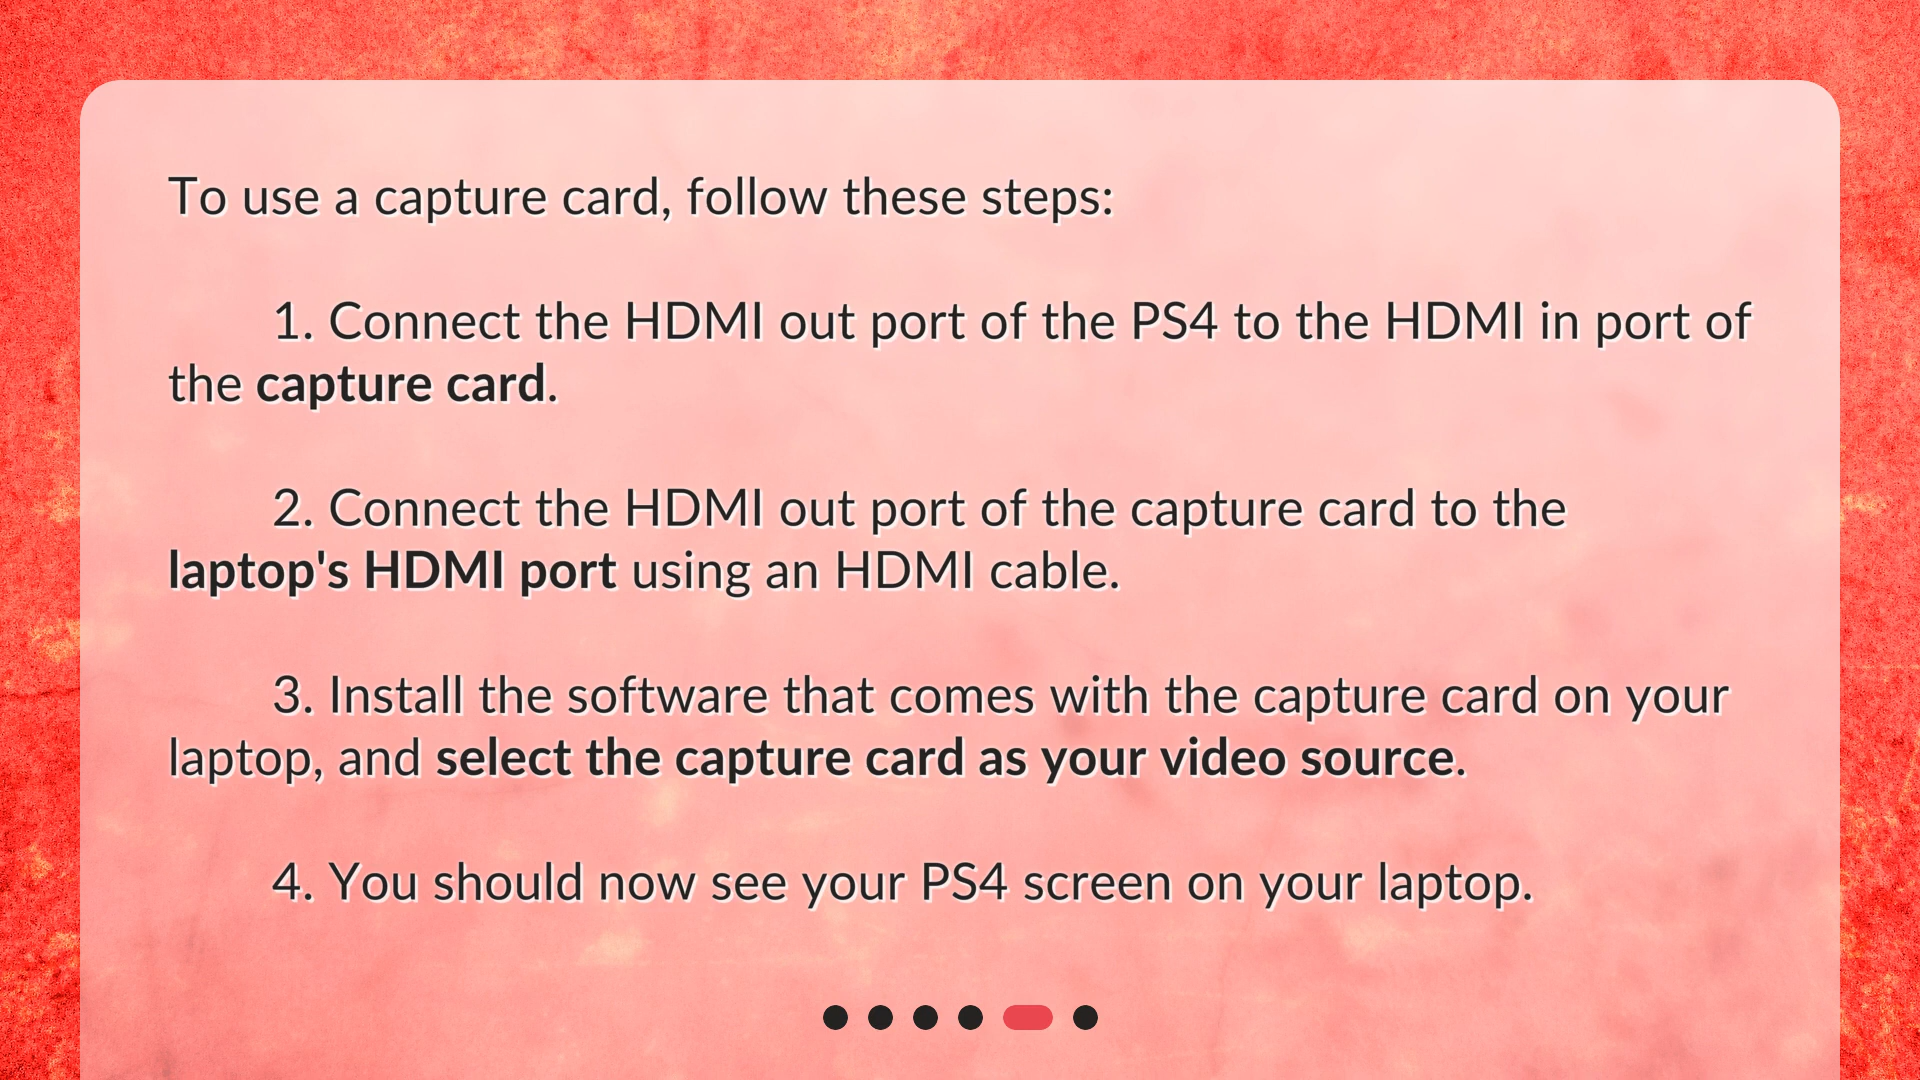 To use a capture card, follow these steps:
1. Connect the HDMI out port of the PS4 to the HDMI in port of
the capture card.
2. Connect the HDMI out port of the capture card to the
laptop's HDMI port using an HDMI cable.
3. Install the software that comes with the capture card on your
laptop, and select the capture card as your video source.
4. You should now see your PS4 screen on your laptop.